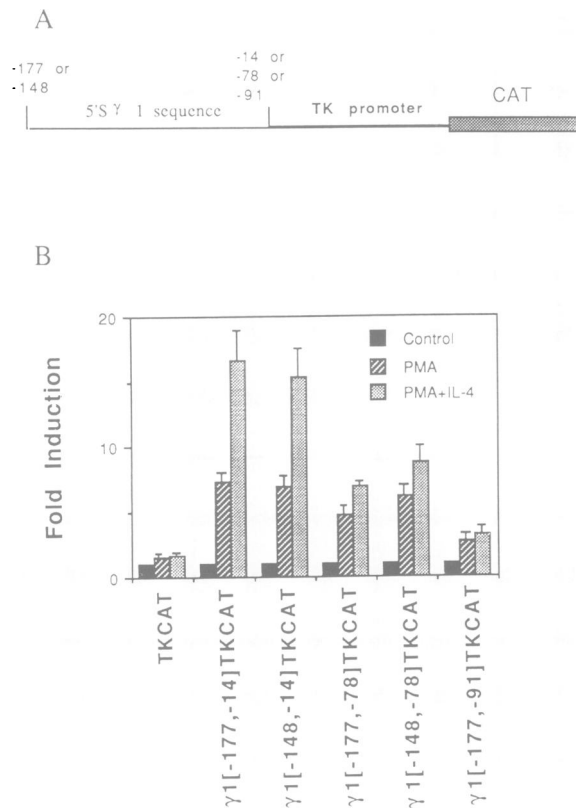 A
-177 or
-148
-14 or
-78 or
-91
5'S γ 1 sequence
TK promoter
CAT
B
20
10
0
Fold Induction
Control
PMA
PMA+IL-4
TKCAT
γ1[-177,-14]TKCAT
γ1[-148,-14]TKCAT
γ1[-177,-78]TKCAT
γ1[-148,-78]TKCAT
γ1[-177,-91]TKCAT